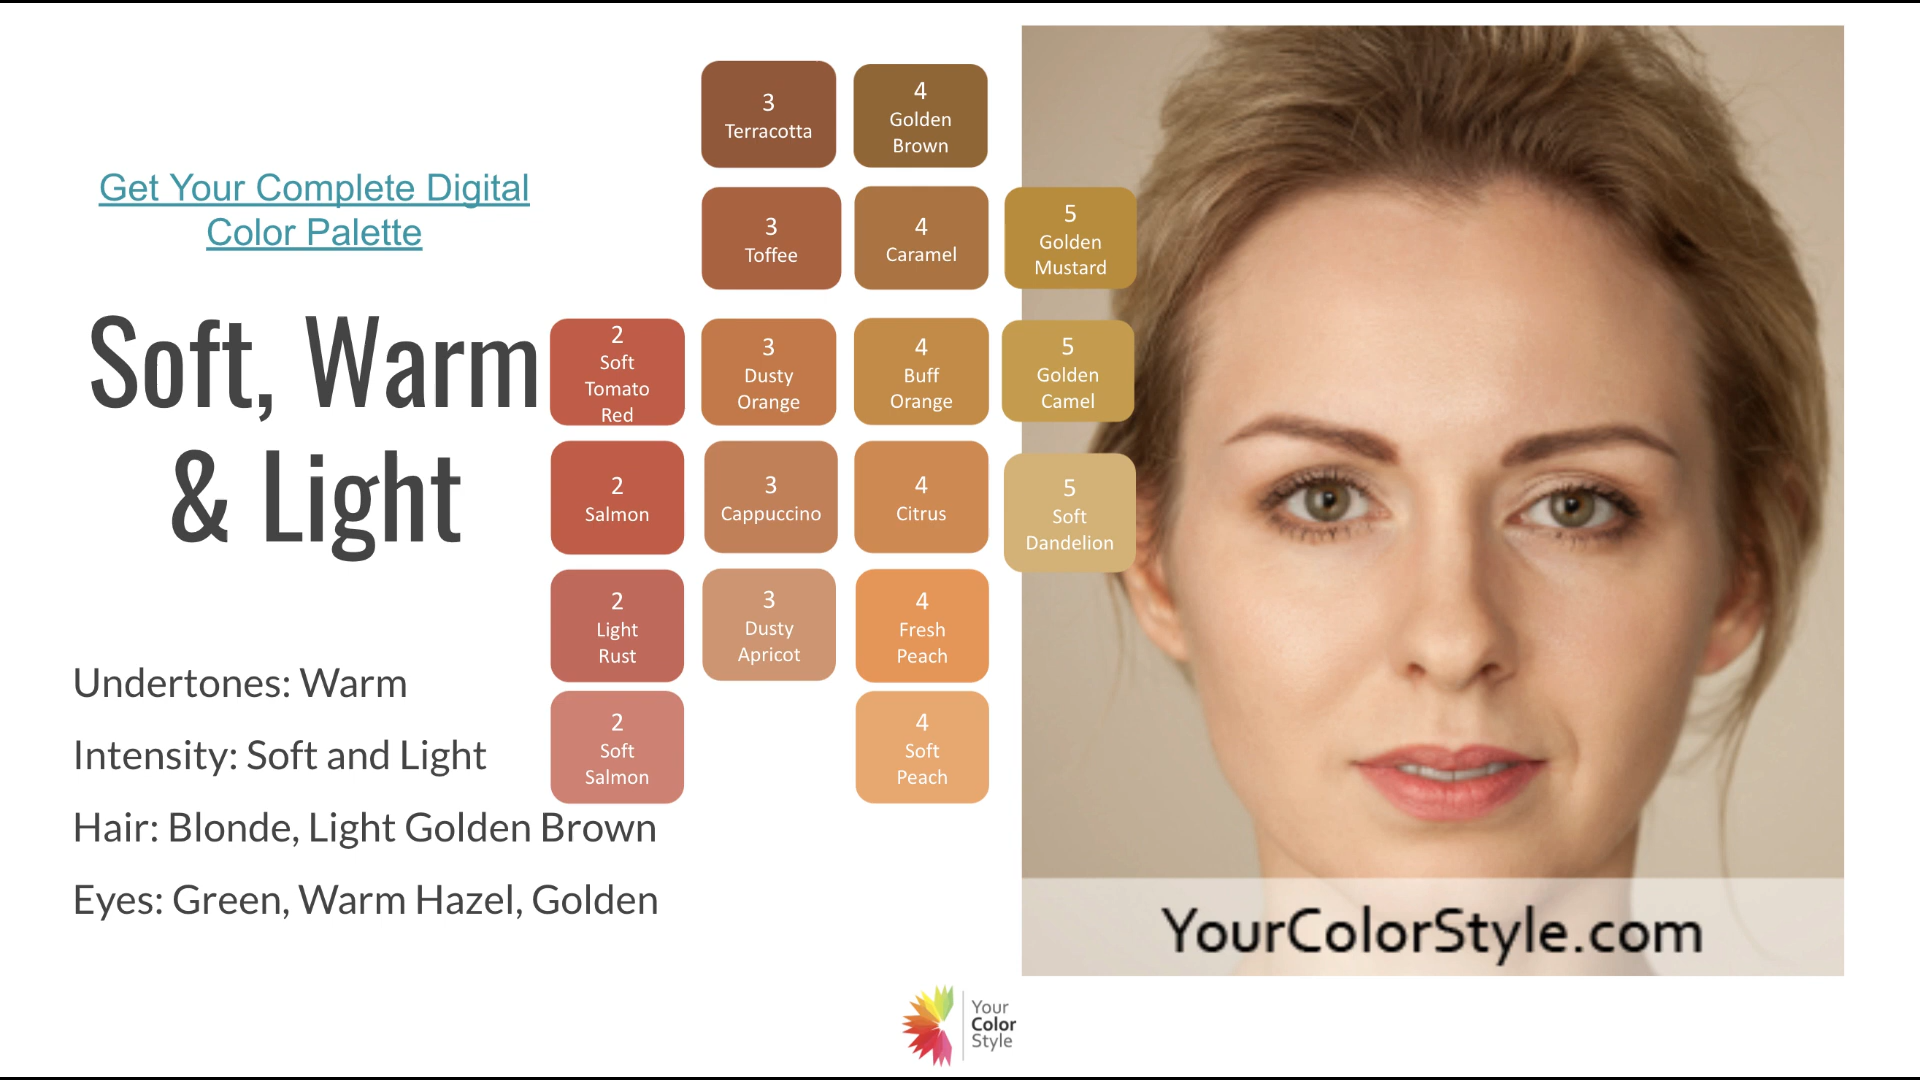 Get Your Complete Digital
Color Palette
Soft, Warm
& Light
Undertones: Warm
Intensity: Soft and Light
Hair: Blonde, Light Golden Brown
Eyes: Green, Warm Hazel, Golden
3
Terracotta
4
Golden
Brown
3
Toffee
4
Caramel
5
Golden
Mustard
2
Soft
Tomato
Red
3
Dusty
Orange
4
Buff
Orange
5
Golden
Camel
2
Salmon
3
Cappuccino
4
Citrus
5
Soft
Dandelion
2
Light
Rust
3
Dusty
Apricot
4
Fresh
Peach
2
Soft
Salmon
4
Soft
Peach
YourColorStyle.com
Your
Color
Style